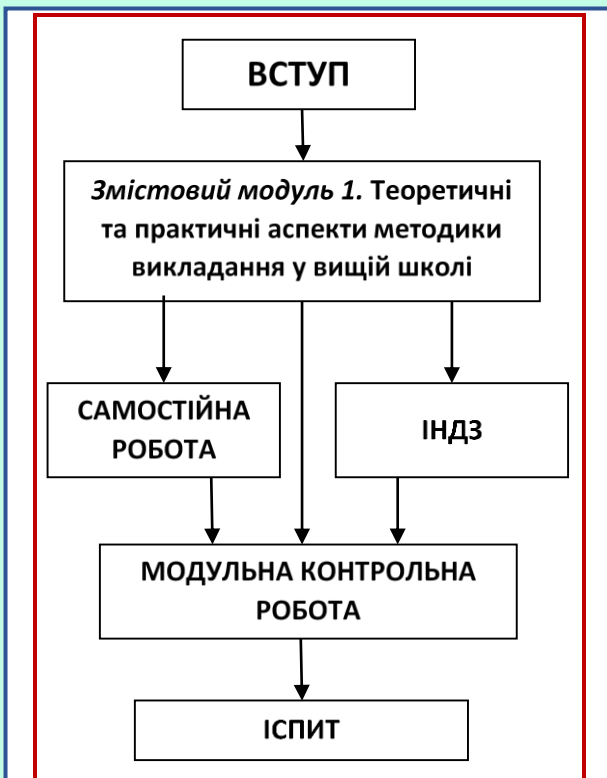 ВСТУП
Змістовий модуль 1. Теоретичні
та практичні аспекти методики
викладання у вищій школі
САМОСТІЙНА
РОБОТА
ІНДЗ
МОДУЛЬНА КОНТРОЛЬНА
РОБОТА
ІСПИТ